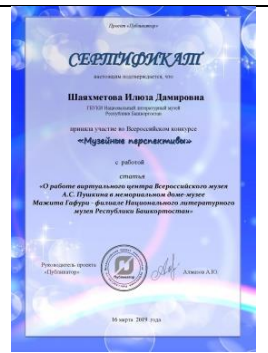 Проект «Публикатор»
СЕРТИФИКАТ
настоящим подтверждается, что
Шаяхметова Илюза Дамировна
ГБУКИ Национальный литературный музей
Республики Башкортостан
приняла участие во Всероссийском конкурсе
«Музейные перспективы»
с работой
статья
«О работе виртуального центра Всероссийского музея
А.С. Пушкина в мемориальном доме-музее
Мажита Гафури - филиале Национального литературного
музея Республики Башкортостан»
Руководитель проекта
«Публикатор»
Алмазов А.Ю.
16 марта 2019 года